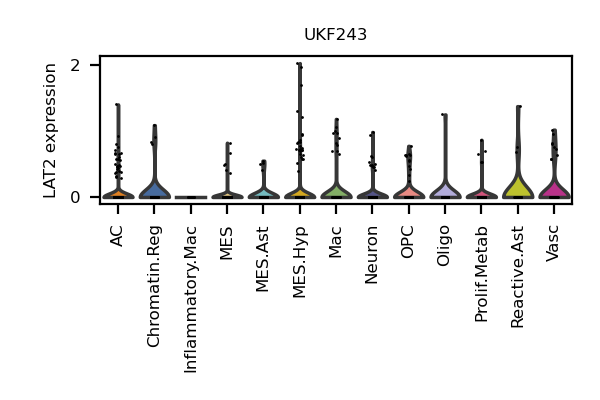 UKF243
LAT2 expression
2
0
AC
Chromatin.Reg
Inflammatory.Mac
MES
MES.Ast
MES.Hyp
Mac
Neuron
OPC
Oligo
Prolif.Metab
Reactive.Ast
Vasc